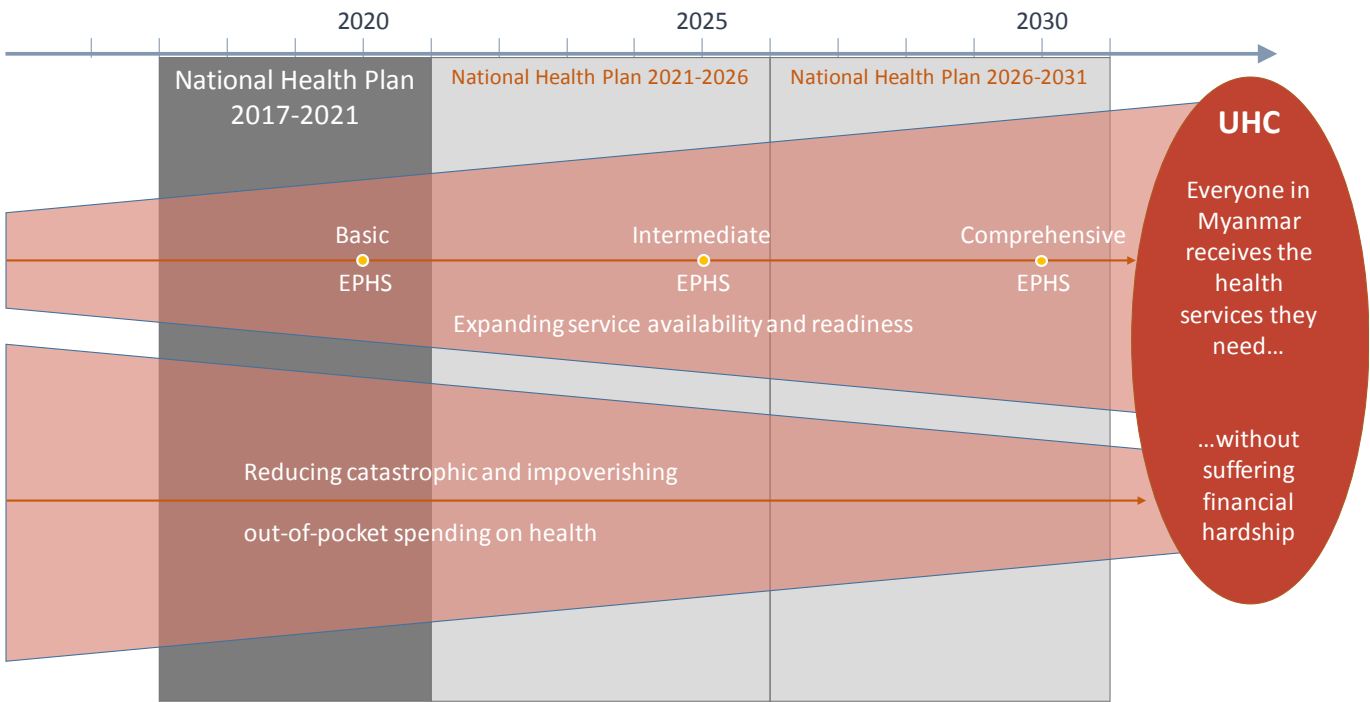 2020
2025
2030
National Health Plan
2017-2021
National Health Plan 2021-2026
National Health Plan 2026-2031
UHC
Everyone in
Myanmar
receives the
health
services they
need...
...without
suffering
financial
hardship
Basic
EPHS
Intermediate
EPHS
Comprehensive
EPHS
Expanding service availability and readiness
Reducing catastrophic and impoverishing
out-of-pocket spending on health